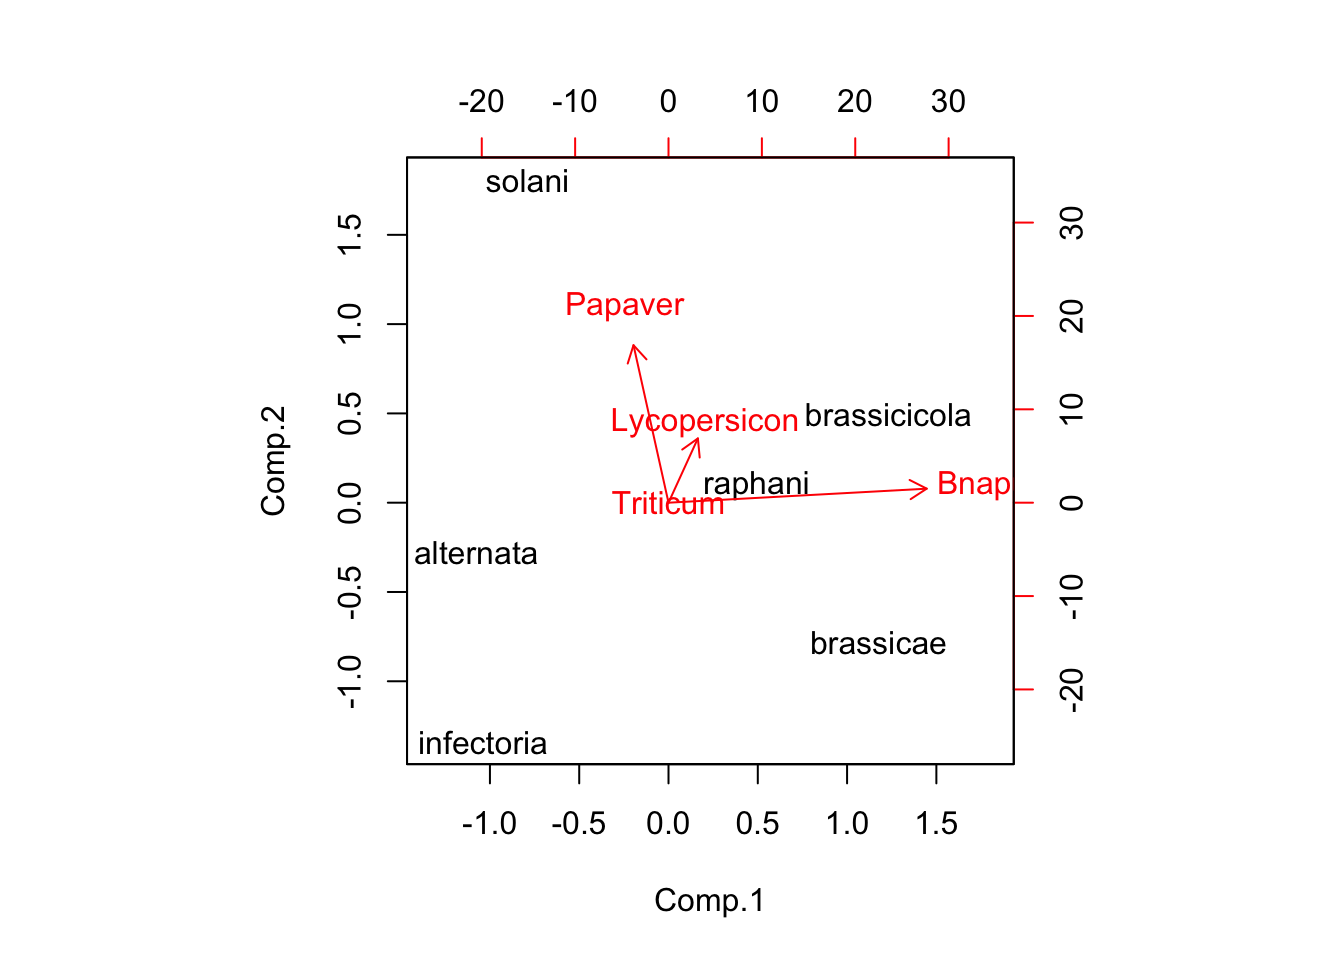 -20 -10 0 10 20 30
solani
1.5
30
Papaver
1.0
20
Lycopersicon
brassicicola
0.5
10
raphani
Bnap
Triticum
0.0
0
Comp.2
alternata
-0.5
-10
brassicae
-1.0
-20
infectoria
-1.0 -0.5 0.0 0.5 1.0 1.5
Comp.1